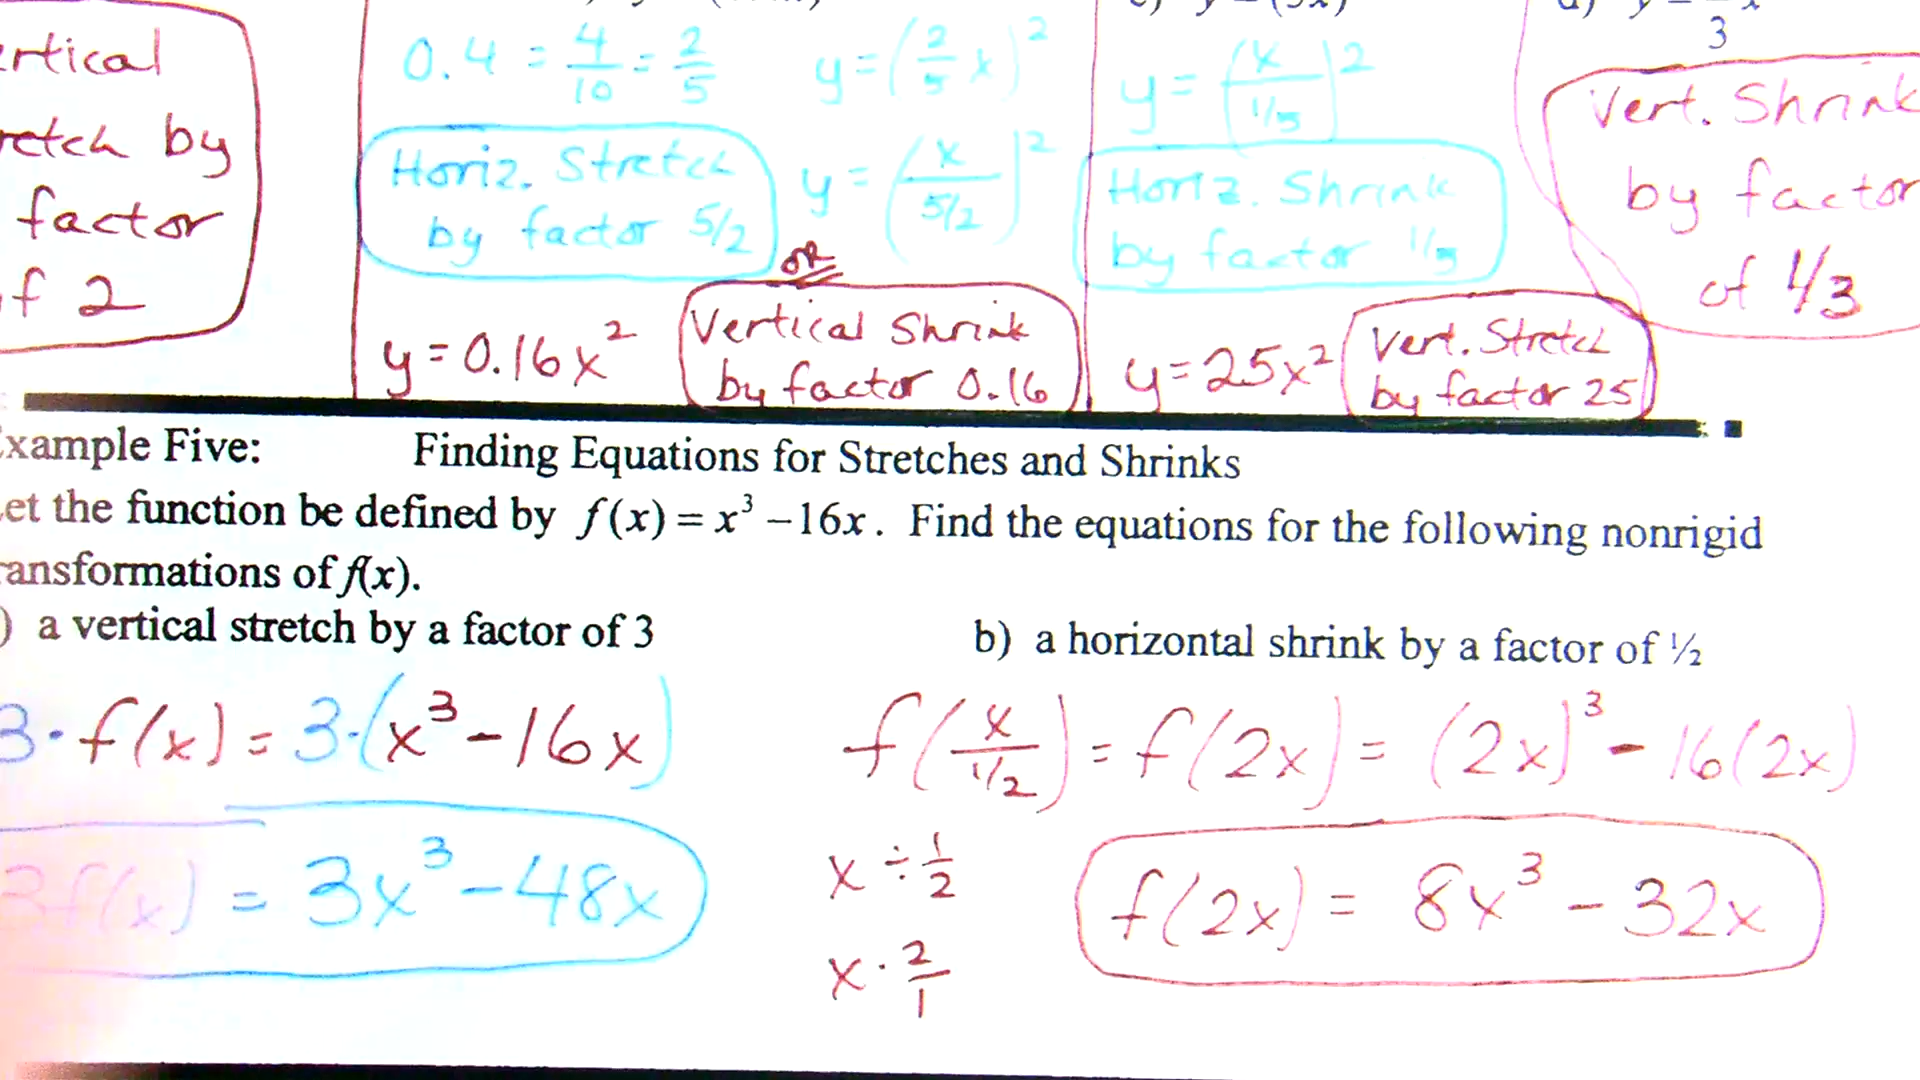 ertical
retch by
factor
of 2
0.4 = 4/10 = 2/5
y = (2/5 x)²
Horiz. Stretch
by factor 5/2
y = (x/(5/2))²
OR
y = 0.16x²
Vertical Shrink
by factor 0.16
y = (x/(1/5))²
Horiz. Shrink
by factor 1/5
y = 25x²
Vert. Stretch
by factor 25
3
Vert. Shrink
by factor
of 1/3
xample Five: Finding Equations for Stretches and Shrinks
et the function be defined by f(x) = x³ – 16x. Find the equations for the following nonrigid
ransformations of f(x).
) a vertical stretch by a factor of 3
3·f(x) = 3·(x³ - 16x)
3f(x) = 3x³ - 48x
b) a horizontal shrink by a factor of ½
f(x/(1/2)) = f(2x) = (2x)³ - 16(2x)
x ÷ 1/2
x · 2/1
f(2x) = 8x³ - 32x